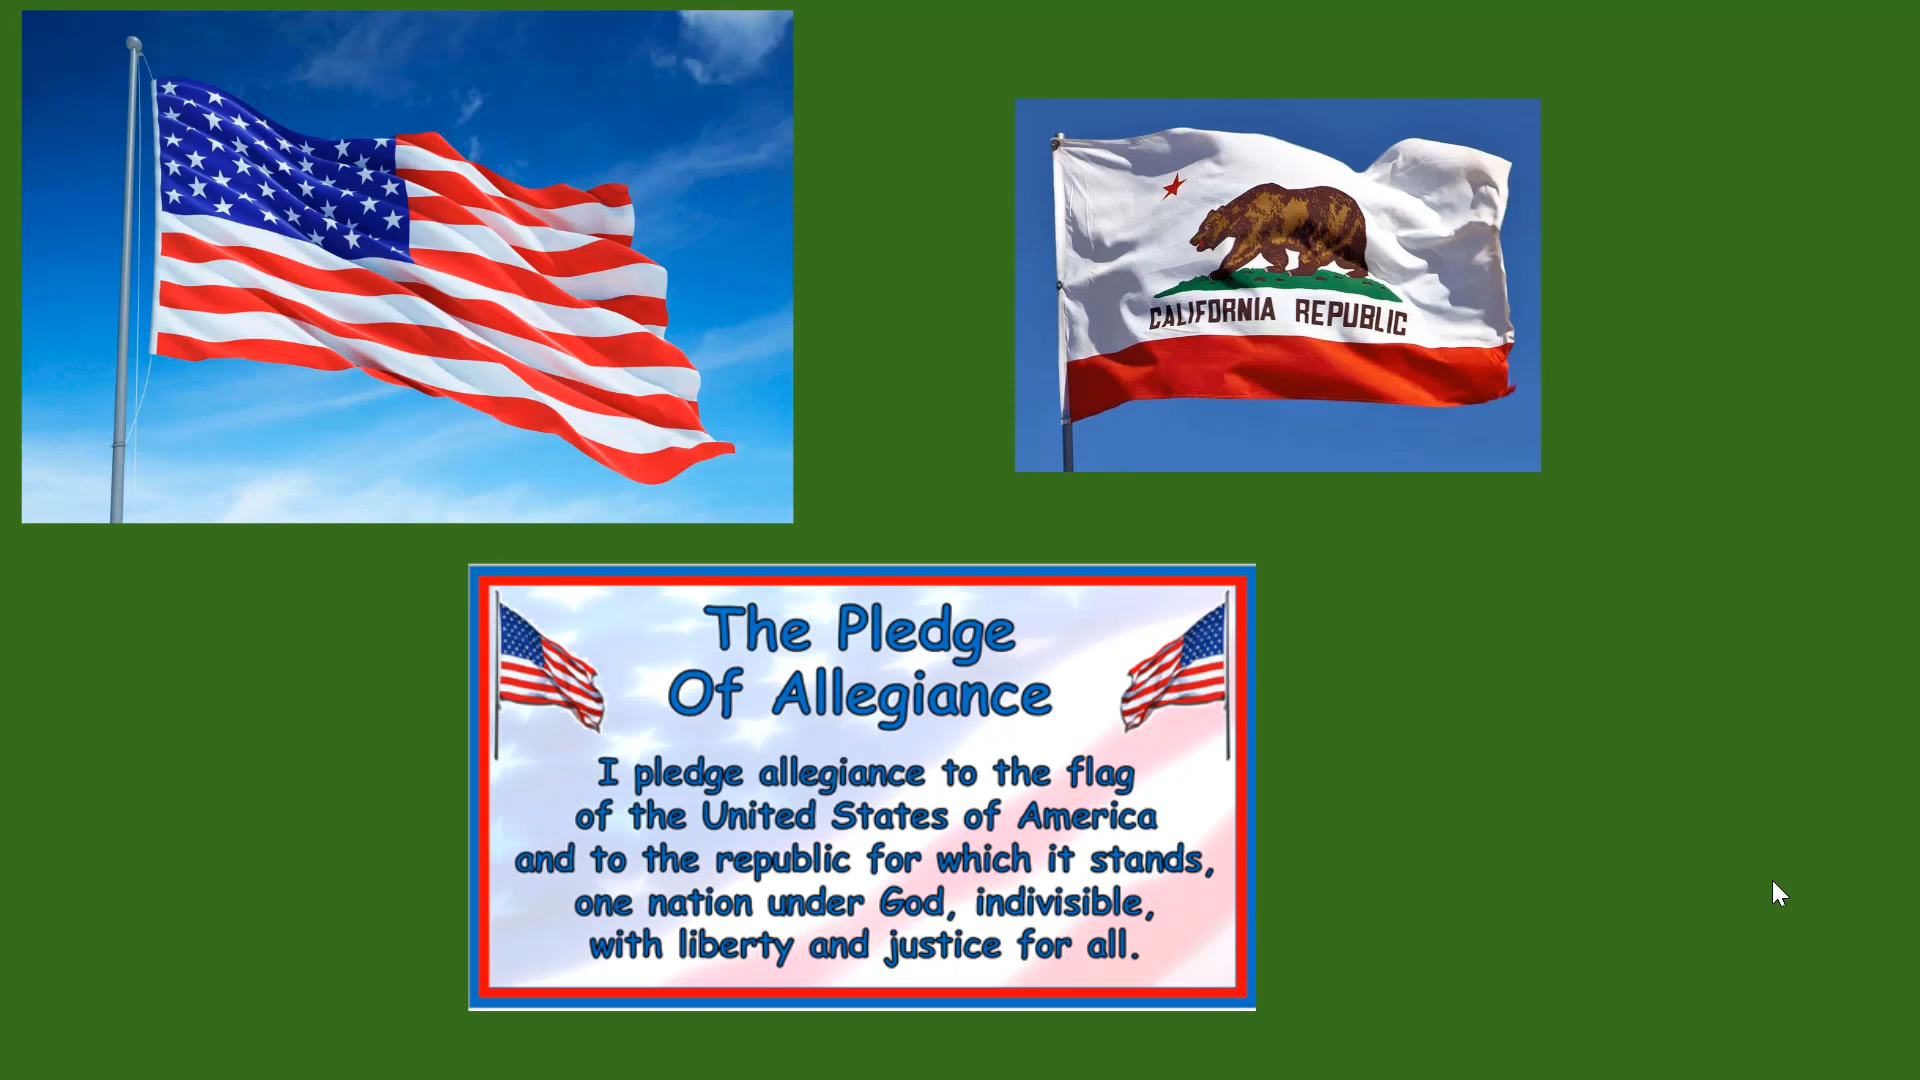 CALIFORNIA REPUBLIC
The Pledge
Of Allegiance
I pledge allegiance to the flag
of the United States of America
and to the republic for which it stands,
one nation under God, indivisible,
with liberty and justice for all.